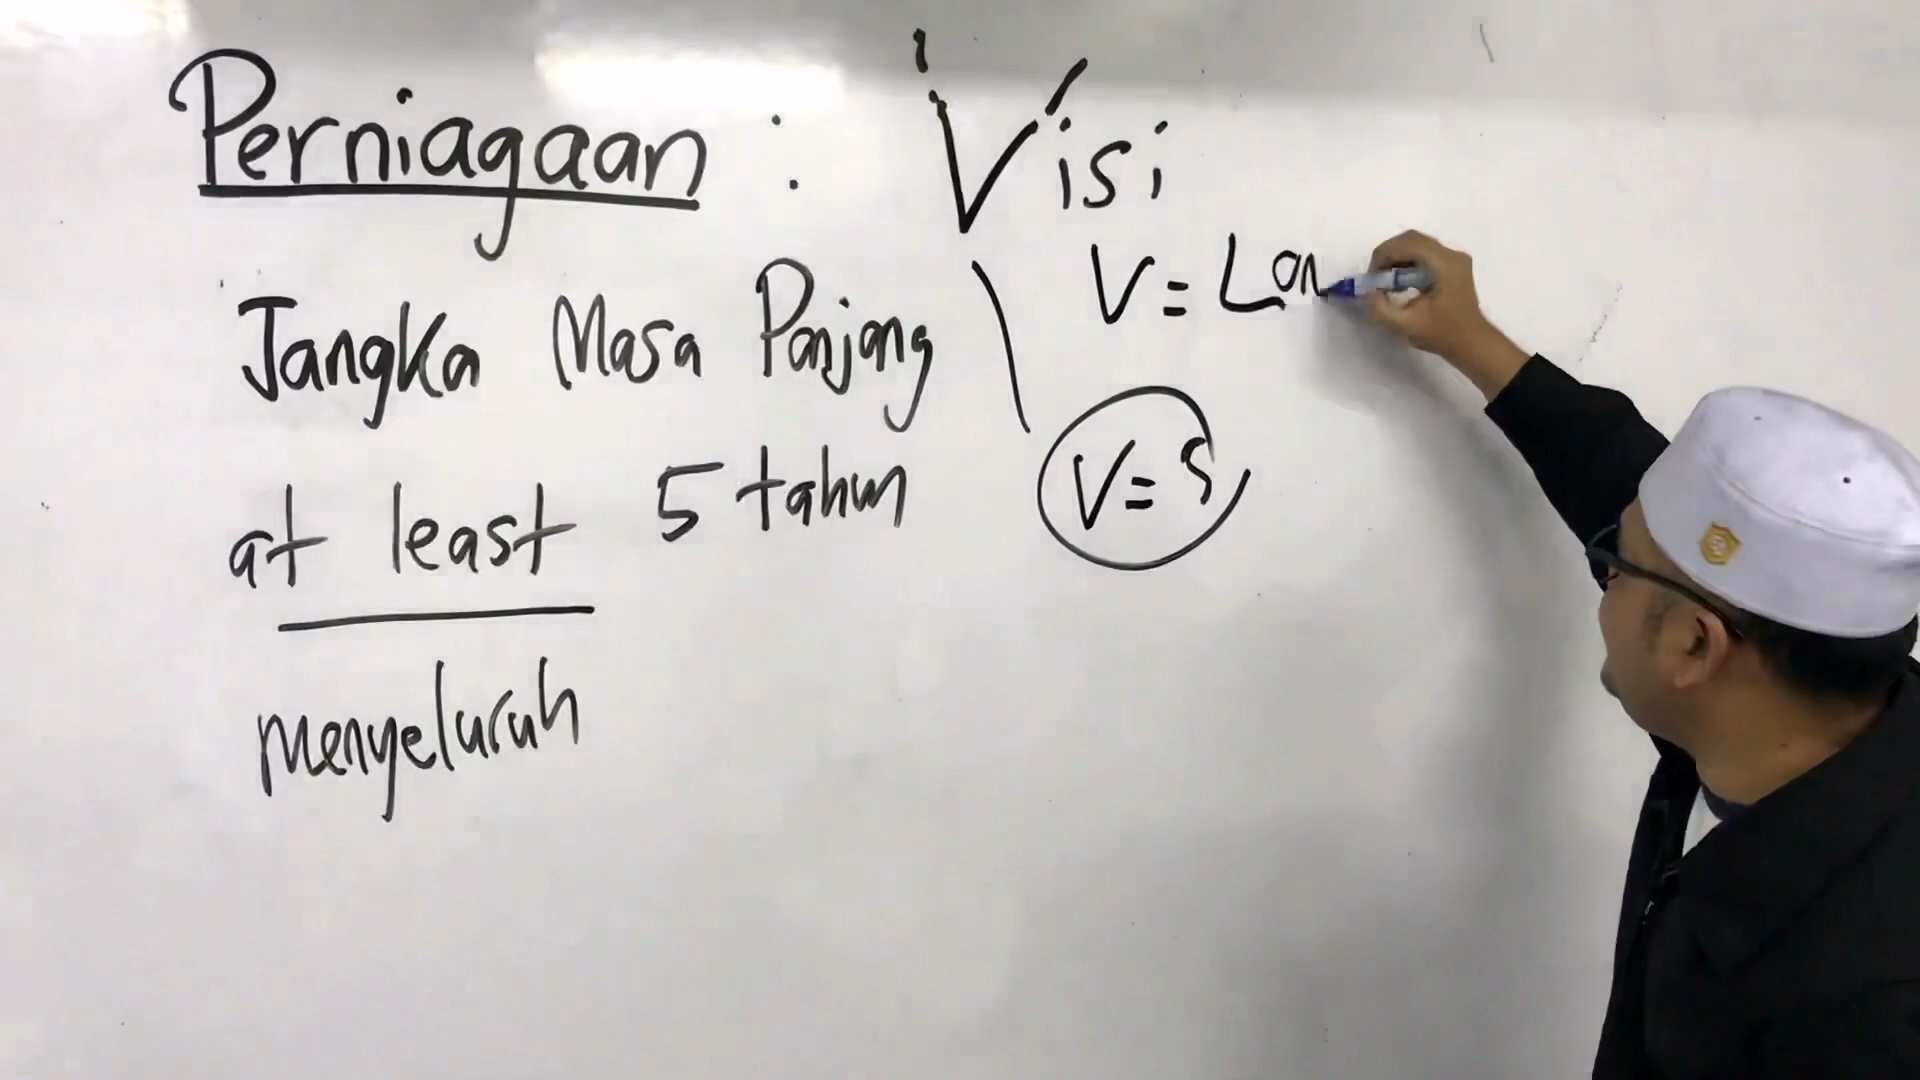 Perniagaan : Visi
V = Lon
Jangka Masa Panjang
at least 5 tahun
V = S
menyeluruh